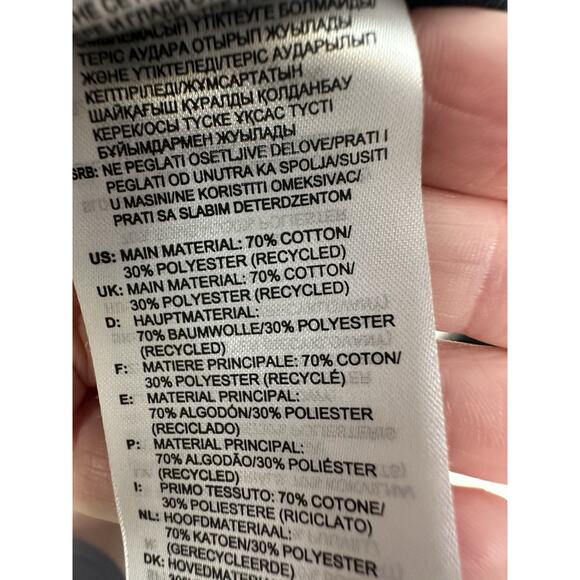 ҰЛМАСЫП ҮТІКТЕУГЕ БОЛМАЙДЫ/
ТЕРІС АУДАРА ОТЫРЫП ЖУЫЛАДЫ
ЖӘНЕ ҮТІКТЕЛЕДІ/ТЕРІС АУДАРЫЛЫП
КЕПТІРІЛЕДІ/ЖҰМСАРТАТЫН
ШАЙҚАҒЫШ ҚҰРАЛДЫ ҚОЛДАНБАУ
КЕРЕК/ОСЫ ТҮСКЕ ҰҚСАС ТҮСТІ
БҰЙЫМДАРМЕН ЖУЫЛАДЫ
SRB: NE PEGLATI OSETLJIVE DELOVE/PRATI I
PEGLATI OD UNUTRA KA SPOLJA/SUSITI
U MASINI/NE KORISTITI OMEKSIVAC/
PRATI SA SLABIM DETERDZENTOM
US: MAIN MATERIAL: 70% COTTON/
30% POLYESTER (RECYCLED)
UK: MAIN MATERIAL: 70% COTTON/
30% POLYESTER (RECYCLED)
D: HAUPTMATERIAL:
70% BAUMWOLLE/30% POLYESTER
(RECYCLED)
F: MATIERE PRINCIPALE: 70% COTON/
30% POLYESTER (RECYCLÉ)
E: MATERIAL PRINCIPAL:
70% ALGODÓN/30% POLIESTER
(RECICLADO)
P: MATERIAL PRINCIPAL:
70% ALGODÃO/30% POLIÉSTER
(RECYCLED)
I: PRIMO TESSUTO: 70% COTONE/
30% POLIESTERE (RICICLATO)
NL: HOOFDMATERIAAL:
70% KATOEN/30% POLYESTER
(GERECYCLEERDE)
DK: HOVEDMATERIALE: